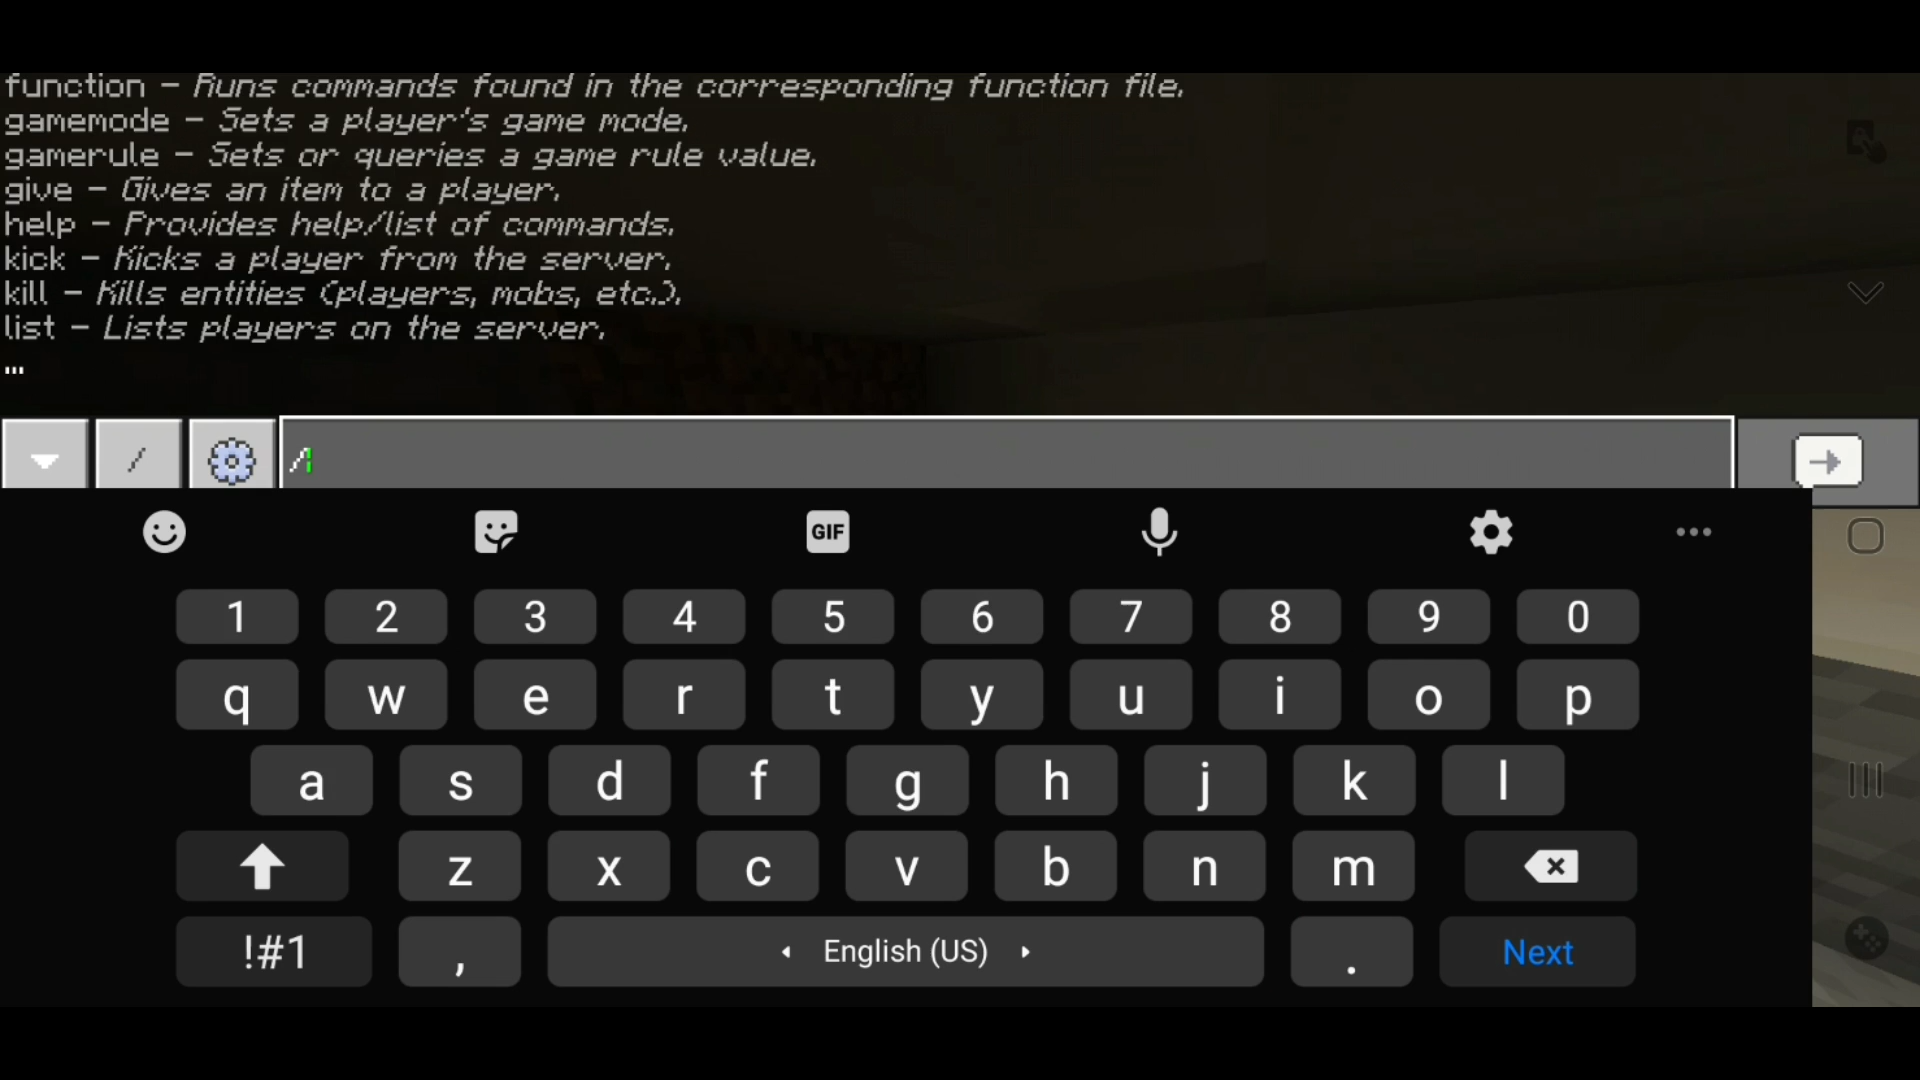 function - Runs commands found in the corresponding function file.
gamemode - Sets a player's game mode.
gamerule - Sets or queries a game rule value.
give - Gives an item to a player.
help - Provides help/list of commands.
kick - Kicks a player from the server.
kill - Kills entities (players, mobs, etc.).
list - Lists players on the server.
...
/
/
GIF
1 2 3 4 5 6 7 8 9 0
q w e r t y u i o p
a s d f g h j k l
z x c v b n m
!#1 , English (US) . Next